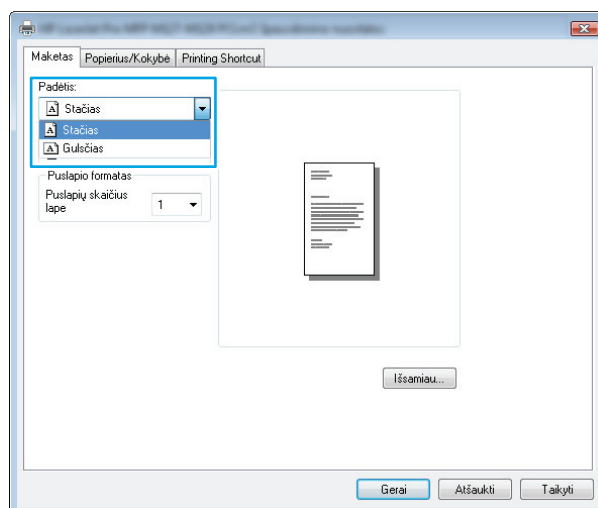 Maketas Popierius/Kokybė Printing Shortcut
Padėtis:
A Stačias
A Stačias
A Gulsčias
Puslapio formatas
Puslapių skaičius
lape 1
Išsamiau...
Gerai Atšaukti Taikyti